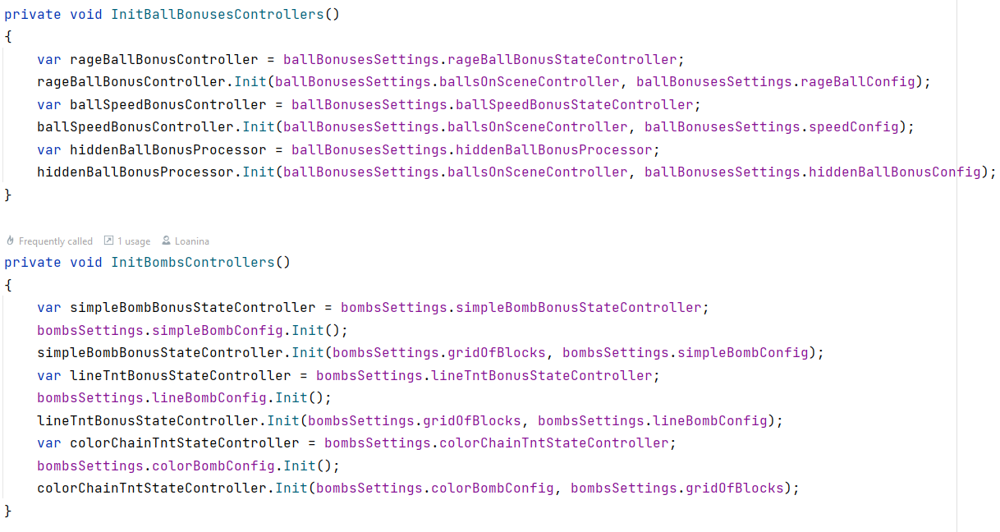 private void InitBallBonusesControllers()
{
    var rageBallBonusController = ballBonusesSettings.rageBallBonusStateController;
    rageBallBonusController.Init(ballBonusesSettings.ballsOnSceneController, ballBonusesSettings.rageBallConfig);
    var ballSpeedBonusController = ballBonusesSettings.ballSpeedBonusStateController;
    ballSpeedBonusController.Init(ballBonusesSettings.ballsOnSceneController, ballBonusesSettings.speedConfig);
    var hiddenBallBonusProcessor = ballBonusesSettings.hiddenBallBonusProcessor;
    hiddenBallBonusProcessor.Init(ballBonusesSettings.ballsOnSceneController, ballBonusesSettings.hiddenBallBonusConfig);
}
Frequently called 1 usage Loanina
private void InitBombsControllers()
{
    var simpleBombBonusStateController = bombsSettings.simpleBombBonusStateController;
    bombsSettings.simpleBombConfig.Init();
    simpleBombBonusStateController.Init(bombsSettings.gridOfBlocks, bombsSettings.simpleBombConfig);
    var lineTntBonusStateController = bombsSettings.lineTntBonusStateController;
    bombsSettings.lineBombConfig.Init();
    lineTntBonusStateController.Init(bombsSettings.gridOfBlocks, bombsSettings.lineBombConfig);
    var colorChainTntStateController = bombsSettings.colorChainTntStateController;
    bombsSettings.colorBombConfig.Init();
    colorChainTntStateController.Init(bombsSettings.colorBombConfig, bombsSettings.gridOfBlocks);
}